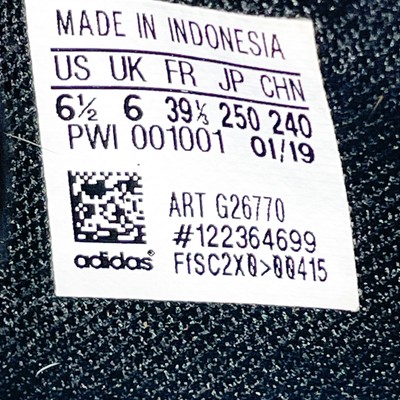 MADE IN INDONESIA
US UK FR JP CHN
6½ 6 39⅓ 250 240
PWI 001001 01/19
ART G26770
#122364699
adidas® FfSC2X0>00415